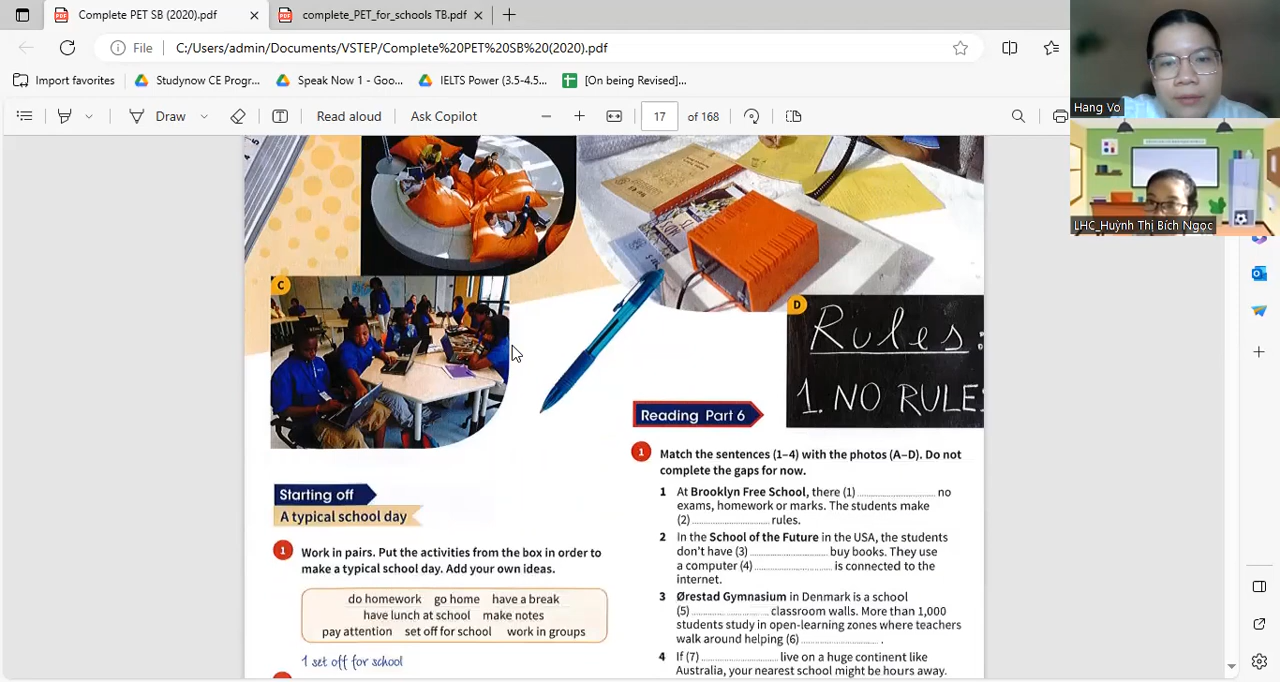 Complete PET SB (2020).pdf
complete_PET_for_schools TB.pdf
File
C:/Users/admin/Documents/VSTEP/Complete%20PET%20SB%20(2020).pdf
Import favorites
Studynow CE Progr...
Speak Now 1 - Goo...
IELTS Power (3.5-4.5...
[On being Revised]...
Draw
Read aloud
Ask Copilot
17
of 168
Hang Vo
LHC_Huỳnh Thị Bích Ngọc
C
D
Rules:
1. NO RULES
Reading Part 6
1 Match the sentences (1–4) with the photos (A–D). Do not
complete the gaps for now.
1 At Brooklyn Free School, there (1) ........................ no
exams, homework or marks. The students make
(2) ........................ rules.
2 In the School of the Future in the USA, the students
don't have (3) ........................ buy books. They use
a computer (4) ........................ is connected to the
internet.
3 Ørestad Gymnasium in Denmark is a school
(5) ........................ classroom walls. More than 1,000
students study in open-learning zones where teachers
walk around helping (6) ........................ .
4 If (7) ........................ live on a huge continent like
Australia, your nearest school might be hours away.
Starting off
A typical school day
1 Work in pairs. Put the activities from the box in order to
make a typical school day. Add your own ideas.
do homework go home have a break
have lunch at school make notes
pay attention set off for school work in groups
1 set off for school